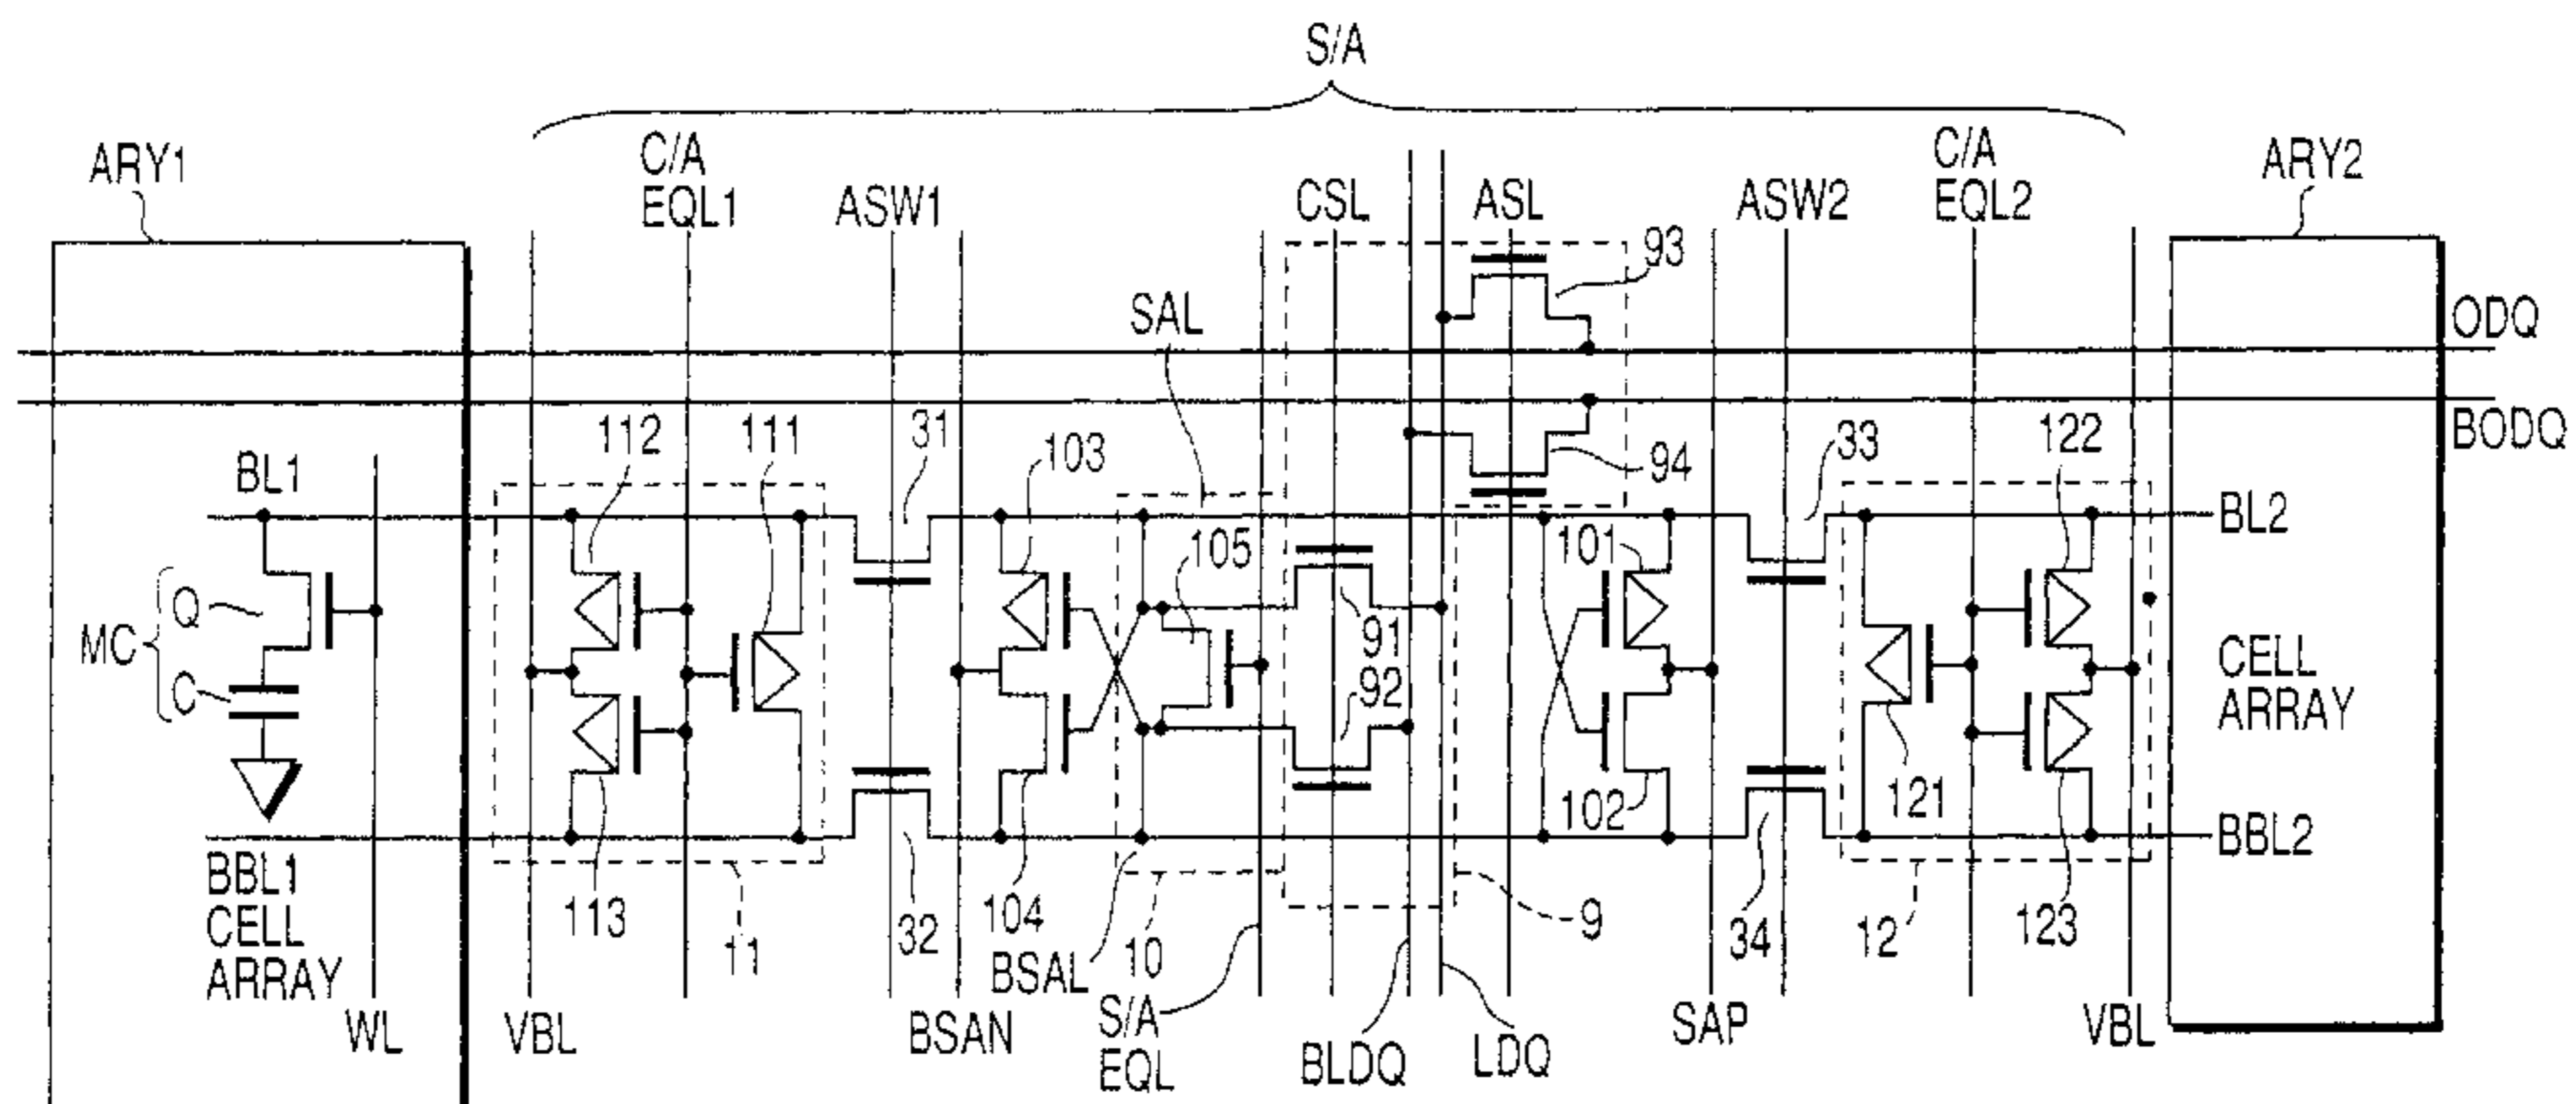 S/A
ARY1
C/A
EQL1
ASW1
CSL
ASL
ASW2
C/A
EQL2
ARY2
93
SAL
ODQ
BODQ
112
111
31
103
94
33
122
BL1
BL2
105
101
MC
Q
C
91
92
CELL
ARRAY
121
102
BBL2
BBL1
CELL
ARRAY
113
11
32
104
10
9
34
12
123
BSAL
WL
VBL
BSAN
S/A
EQL
BLDQ
LDQ
SAP
VBL